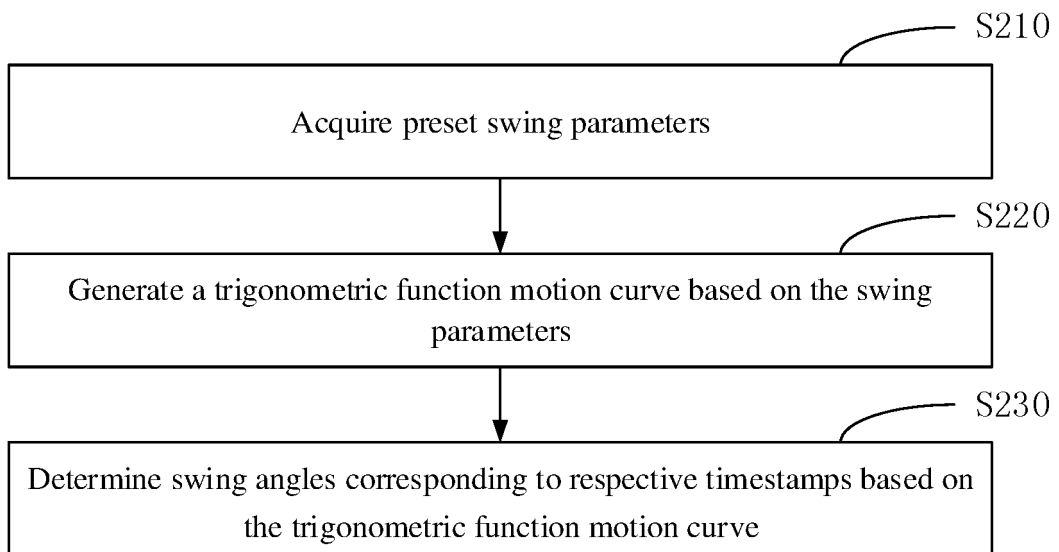 S210
Acquire preset swing parameters
S220
Generate a trigonometric function motion curve based on the swing
parameters
S230
Determine swing angles corresponding to respective timestamps based on
the trigonometric function motion curve